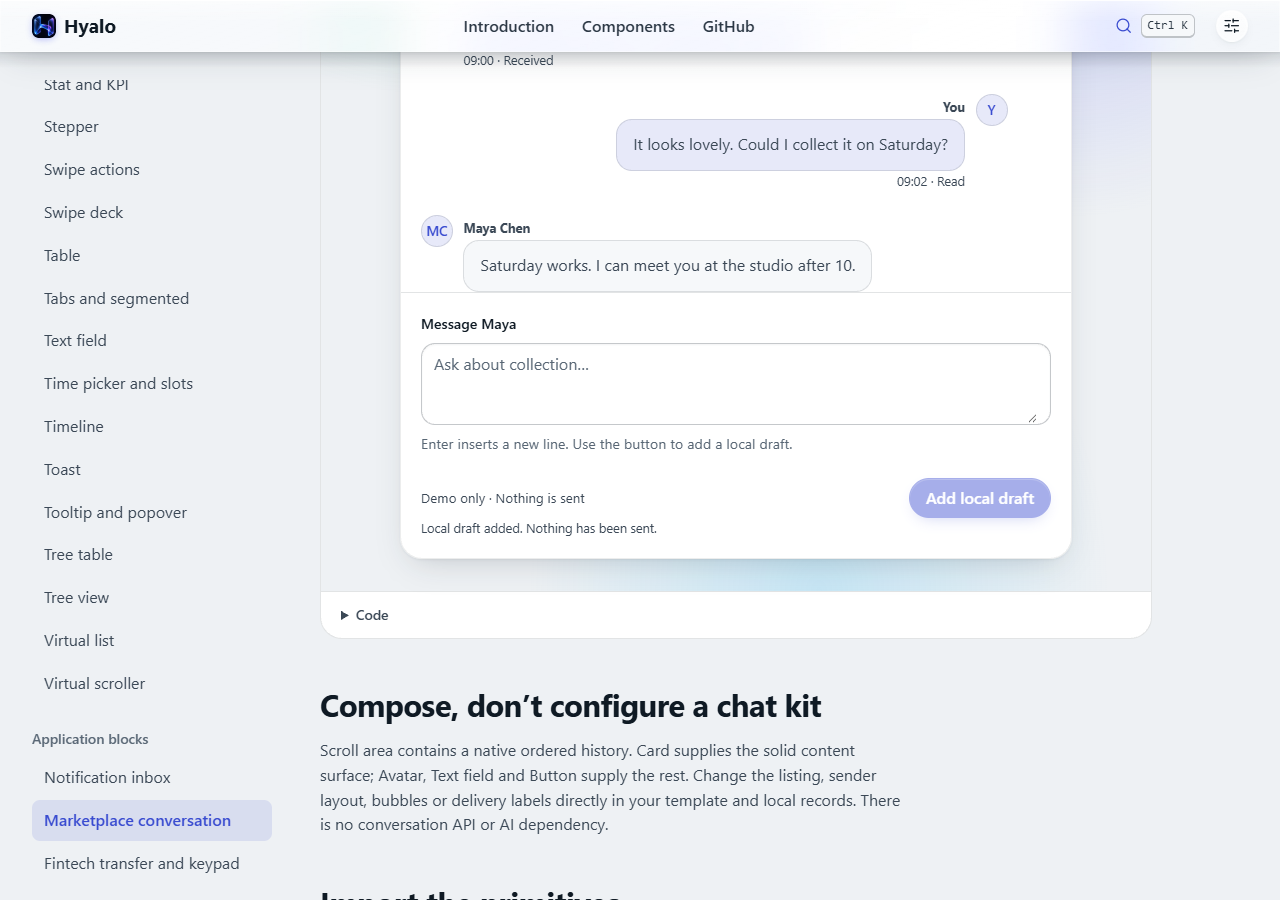 Hyalo
Introduction
Components
GitHub
Ctrl K
Stat and KPI
Stepper
Swipe actions
Swipe deck
Table
Tabs and segmented
Text field
Time picker and slots
Timeline
Toast
Tooltip and popover
Tree table
Tree view
Virtual list
Virtual scroller
Application blocks
Notification inbox
Marketplace conversation
Fintech transfer and keypad
09:00 · Received
You
Y
It looks lovely. Could I collect it on Saturday?
09:02 · Read
MC
Maya Chen
Saturday works. I can meet you at the studio after 10.
Message Maya
Ask about collection...
Enter inserts a new line. Use the button to add a local draft.
Demo only · Nothing is sent
Add local draft
Local draft added. Nothing has been sent.
Code
Compose, don’t configure a chat kit
Scroll area contains a native ordered history. Card supplies the solid content
surface; Avatar, Text field and Button supply the rest. Change the listing, sender
layout, bubbles or delivery labels directly in your template and local records. There
is no conversation API or AI dependency.
Import the primitives